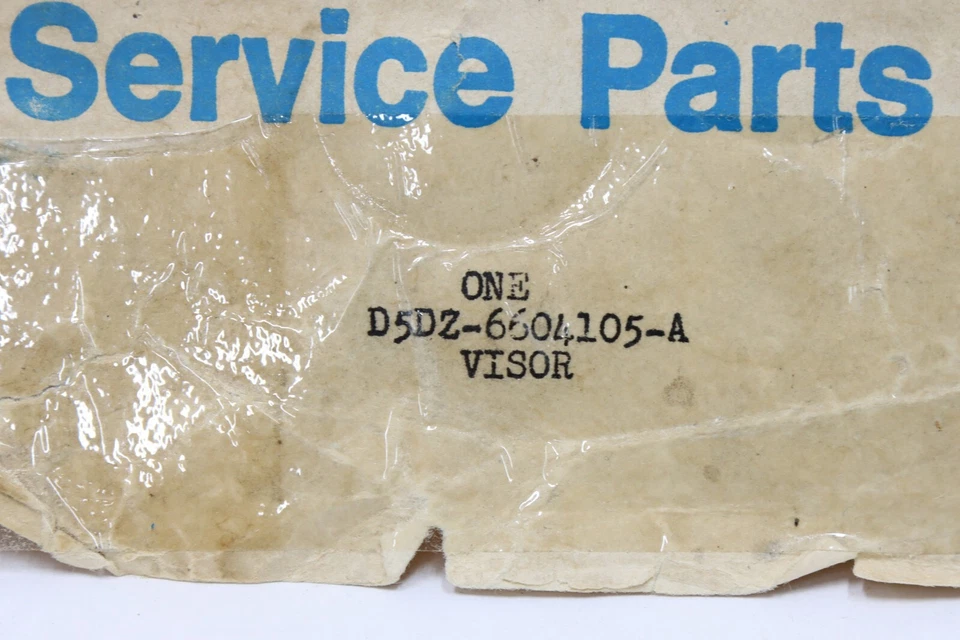 Service Parts
ONE
D5DZ-6604105-A
VISOR